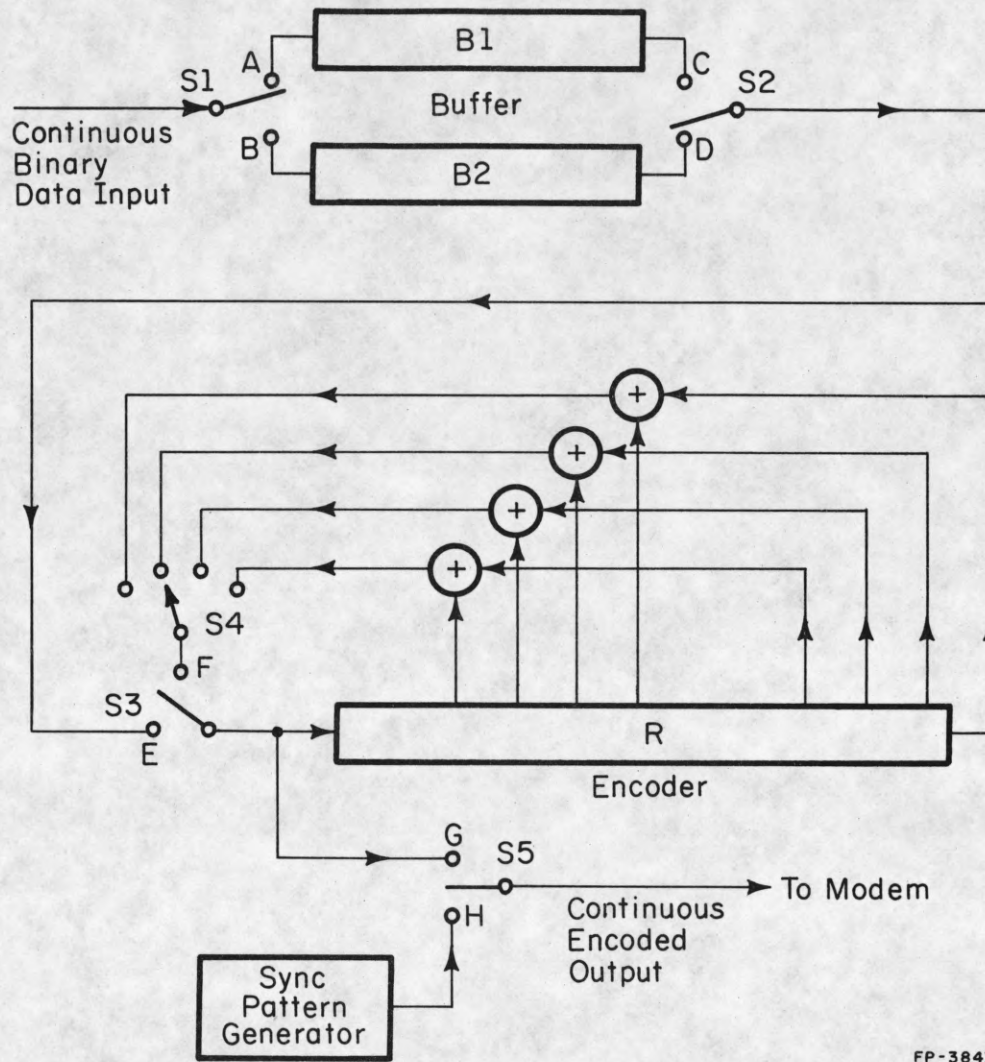 B1
A
C
S1
S2
Buffer
Continuous
Binary
Data Input
B
D
B2
+
+
+
+
S4
F
S3
E
R
Encoder
G
S5
To Modem
H
Continuous
Encoded
Output
Sync
Pattern
Generator
FP-384